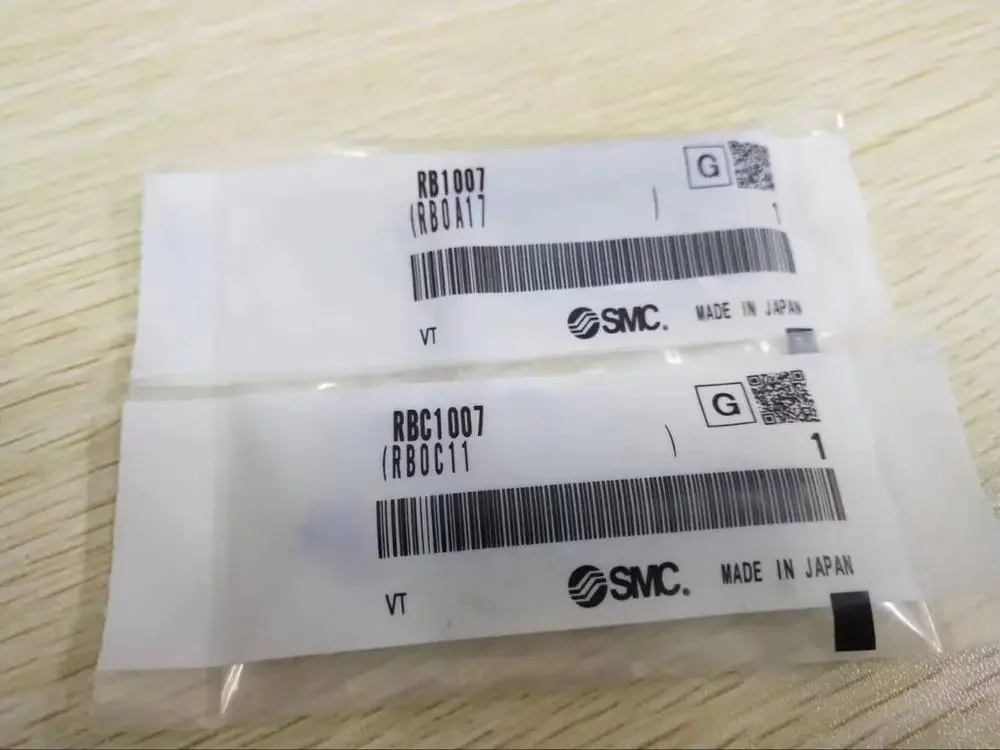 RB1007
G
(RB0A17 )
1
VT
SMC.
MADE IN JAPAN
RBC1007
G
(RB0C11 )
1
VT
SMC.
MADE IN JAPAN